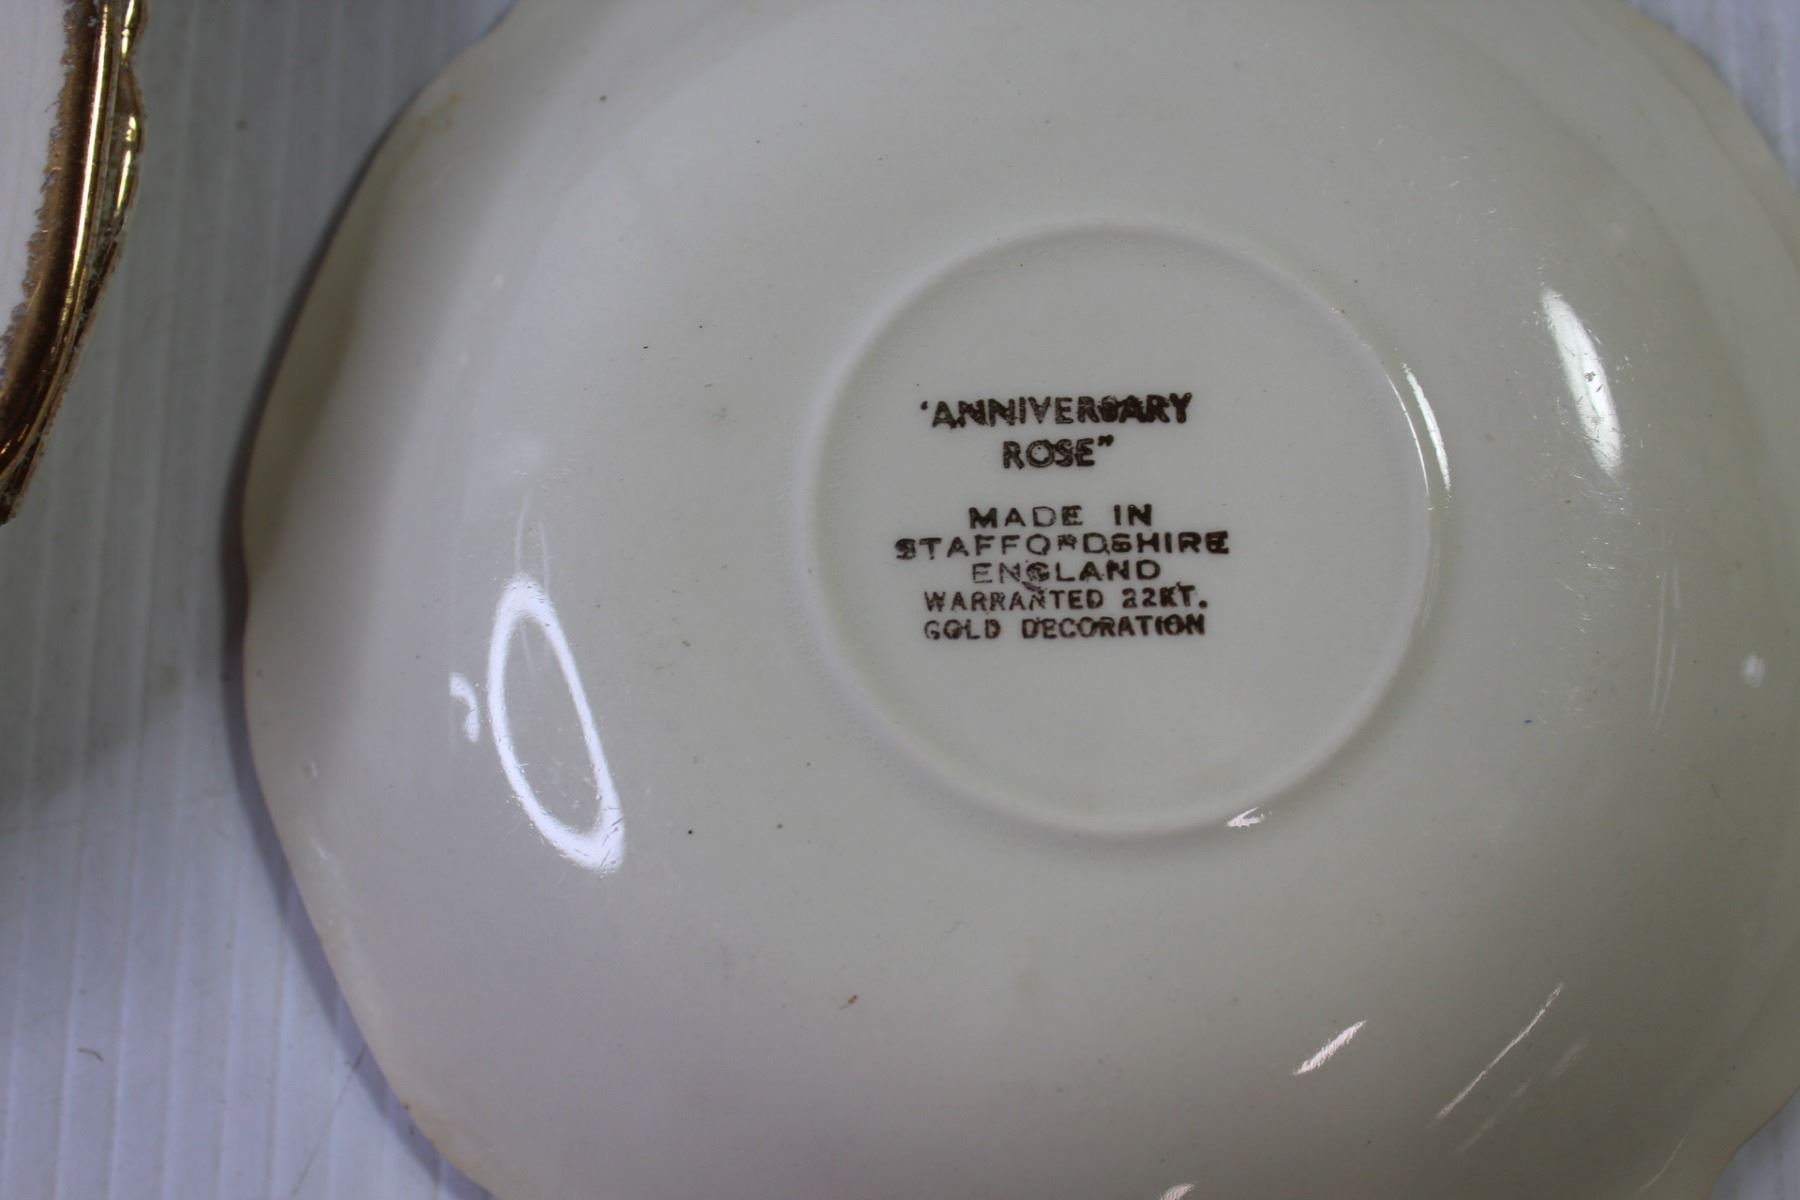 'ANNIVERSARY
ROSE"
MADE IN
STAFFORDSHIRE
ENGLAND
WARRANTED 22KT.
GOLD DECORATION